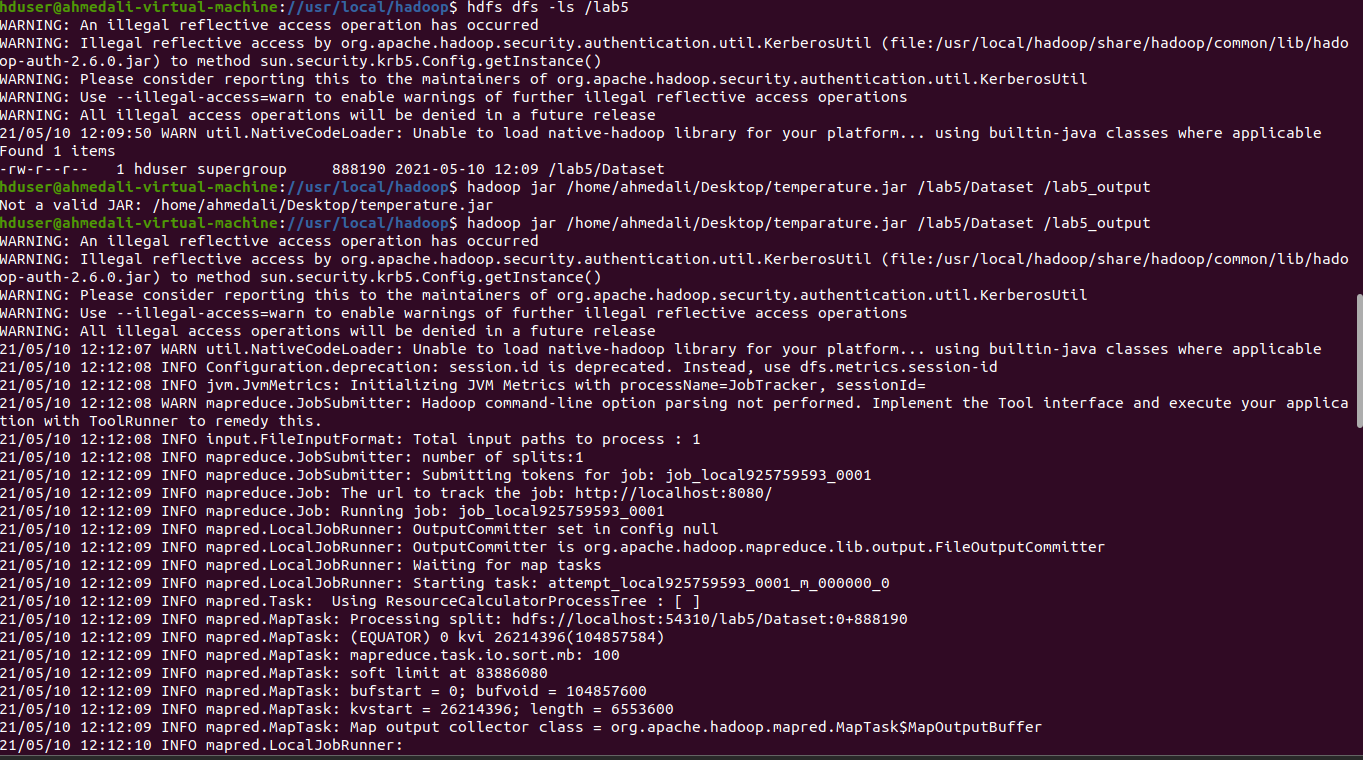 hduser@ahmedali-virtual-machine://usr/local/hadoop$ hdfs dfs -ls /lab5
WARNING: An illegal reflective access operation has occurred
WARNING: Illegal reflective access by org.apache.hadoop.security.authentication.util.KerberosUtil (file:/usr/local/hadoop/share/hadoop/common/lib/hado
op-auth-2.6.0.jar) to method sun.security.krb5.Config.getInstance()
WARNING: Please consider reporting this to the maintainers of org.apache.hadoop.security.authentication.util.KerberosUtil
WARNING: Use --illegal-access=warn to enable warnings of further illegal reflective access operations
WARNING: All illegal access operations will be denied in a future release
21/05/10 12:09:50 WARN util.NativeCodeLoader: Unable to load native-hadoop library for your platform... using builtin-java classes where applicable
Found 1 items
-rw-r--r--   1 hduser supergroup     888190 2021-05-10 12:09 /lab5/Dataset
hduser@ahmedali-virtual-machine://usr/local/hadoop$ hadoop jar /home/ahmedali/Desktop/temperature.jar /lab5/Dataset /lab5_output
Not a valid JAR: /home/ahmedali/Desktop/temperature.jar
hduser@ahmedali-virtual-machine://usr/local/hadoop$ hadoop jar /home/ahmedali/Desktop/temparature.jar /lab5/Dataset /lab5_output
WARNING: An illegal reflective access operation has occurred
WARNING: Illegal reflective access by org.apache.hadoop.security.authentication.util.KerberosUtil (file:/usr/local/hadoop/share/hadoop/common/lib/hado
op-auth-2.6.0.jar) to method sun.security.krb5.Config.getInstance()
WARNING: Please consider reporting this to the maintainers of org.apache.hadoop.security.authentication.util.KerberosUtil
WARNING: Use --illegal-access=warn to enable warnings of further illegal reflective access operations
WARNING: All illegal access operations will be denied in a future release
21/05/10 12:12:07 WARN util.NativeCodeLoader: Unable to load native-hadoop library for your platform... using builtin-java classes where applicable
21/05/10 12:12:08 INFO Configuration.deprecation: session.id is deprecated. Instead, use dfs.metrics.session-id
21/05/10 12:12:08 INFO jvm.JvmMetrics: Initializing JVM Metrics with processName=JobTracker, sessionId=
21/05/10 12:12:08 WARN mapreduce.JobSubmitter: Hadoop command-line option parsing not performed. Implement the Tool interface and execute your applica
tion with ToolRunner to remedy this.
21/05/10 12:12:08 INFO input.FileInputFormat: Total input paths to process : 1
21/05/10 12:12:08 INFO mapreduce.JobSubmitter: number of splits:1
21/05/10 12:12:09 INFO mapreduce.JobSubmitter: Submitting tokens for job: job_local925759593_0001
21/05/10 12:12:09 INFO mapreduce.Job: The url to track the job: http://localhost:8080/
21/05/10 12:12:09 INFO mapreduce.Job: Running job: job_local925759593_0001
21/05/10 12:12:09 INFO mapred.LocalJobRunner: OutputCommitter set in config null
21/05/10 12:12:09 INFO mapred.LocalJobRunner: OutputCommitter is org.apache.hadoop.mapreduce.lib.output.FileOutputCommitter
21/05/10 12:12:09 INFO mapred.LocalJobRunner: Waiting for map tasks
21/05/10 12:12:09 INFO mapred.LocalJobRunner: Starting task: attempt_local925759593_0001_m_000000_0
21/05/10 12:12:09 INFO mapred.Task:  Using ResourceCalculatorProcessTree : [ ]
21/05/10 12:12:09 INFO mapred.MapTask: Processing split: hdfs://localhost:54310/lab5/Dataset:0+888190
21/05/10 12:12:09 INFO mapred.MapTask: (EQUATOR) 0 kvi 26214396(104857584)
21/05/10 12:12:09 INFO mapred.MapTask: mapreduce.task.io.sort.mb: 100
21/05/10 12:12:09 INFO mapred.MapTask: soft limit at 83886080
21/05/10 12:12:09 INFO mapred.MapTask: bufstart = 0; bufvoid = 104857600
21/05/10 12:12:09 INFO mapred.MapTask: kvstart = 26214396; length = 6553600
21/05/10 12:12:09 INFO mapred.MapTask: Map output collector class = org.apache.hadoop.mapred.MapTask$MapOutputBuffer
21/05/10 12:12:10 INFO mapred.LocalJobRunner: